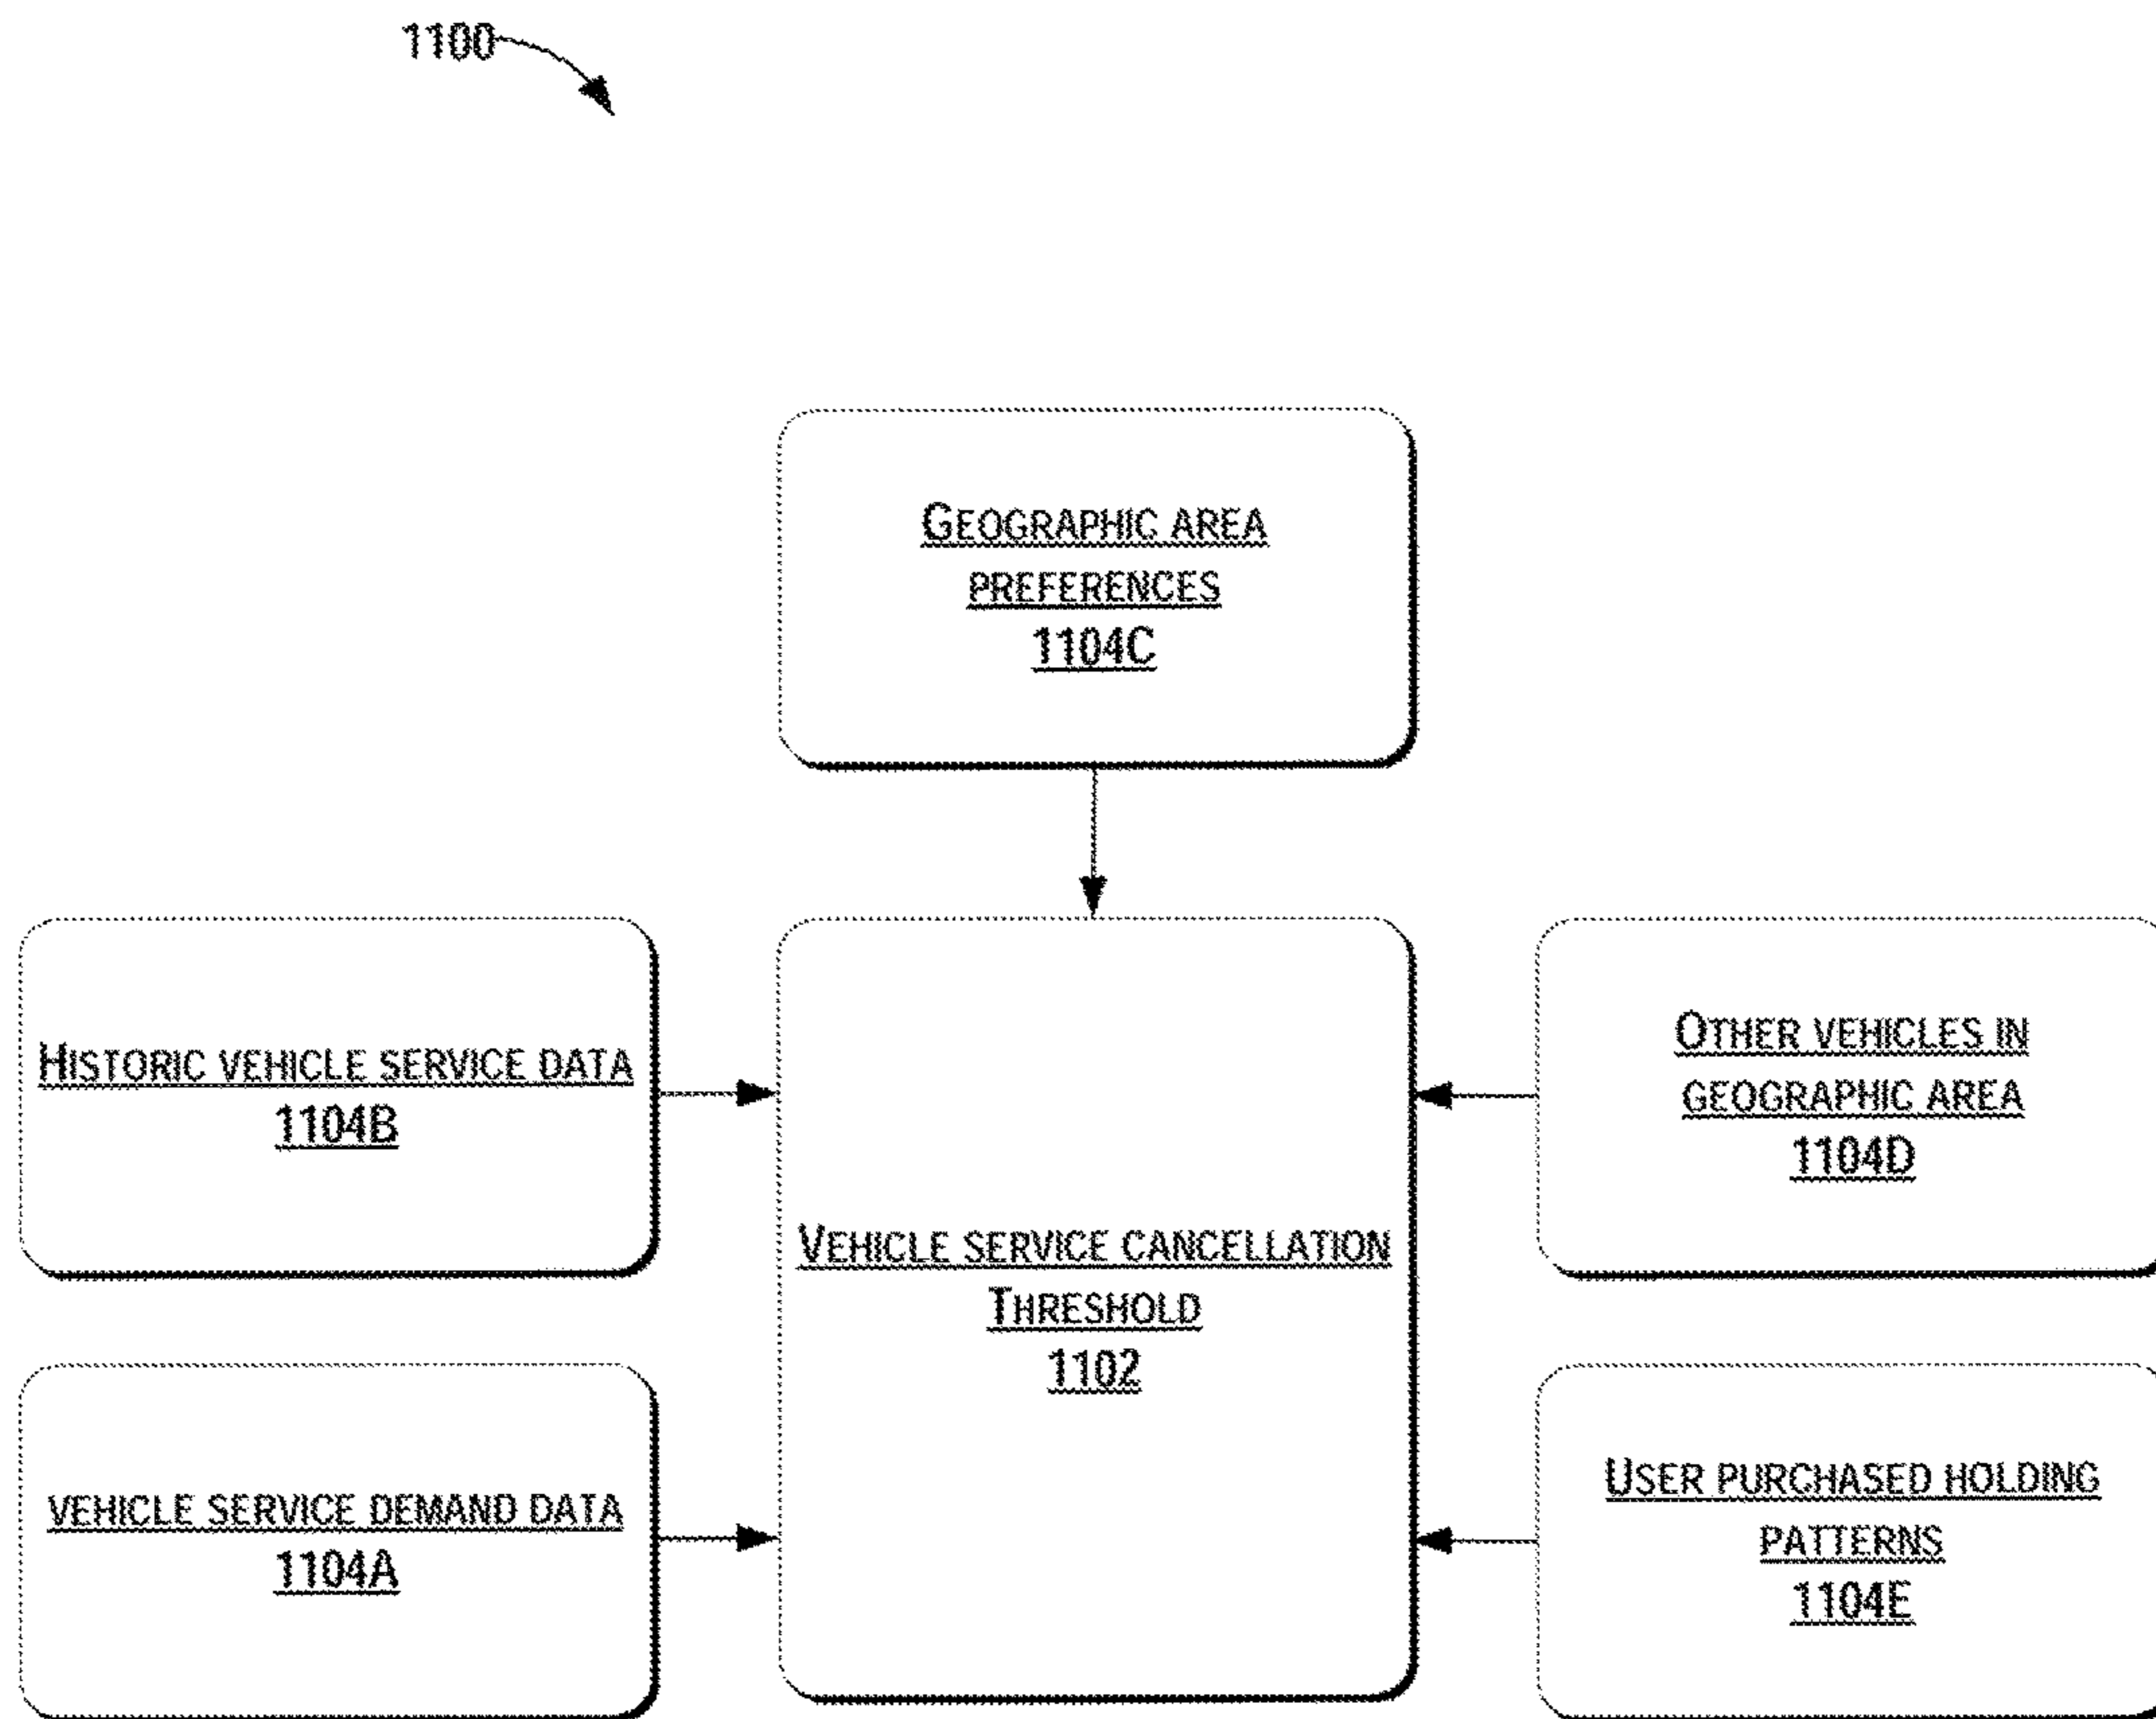 1100
GEOGRAPHIC AREA
PREFERENCES
1104C
HISTORIC VEHICLE SERVICE DATA
1104B
OTHER VEHICLES IN
GEOGRAPHIC AREA
1104D
VEHICLE SERVICE CANCELLATION
THRESHOLD
1102
VEHICLE SERVICE DEMAND DATA
1104A
USER PURCHASED HOLDING
PATTERNS
1104E